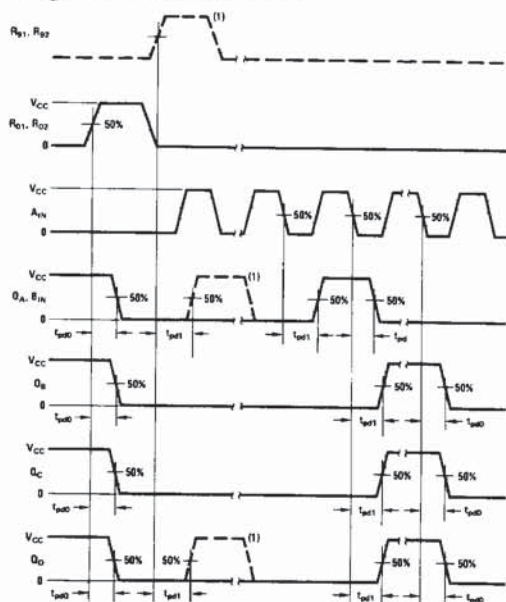 R91, R92
(1)
VCC
R01, R02
50%
0
VCC
AIN
50%
50%
50%
0
VCC
(1)
QA, BIN
50%
50%
50%
50%
0
tpd0
tpd1
tpd1
tpd
VCC
QB
50%
50%
50%
0
tpd0
tpd1
tpd0
VCC
QC
50%
50%
50%
0
tpd0
tpd1
tpd0
VCC
(1)
QD
50%
50%
50%
50%
0
tpd0
tpd1
tpd1
tpd0